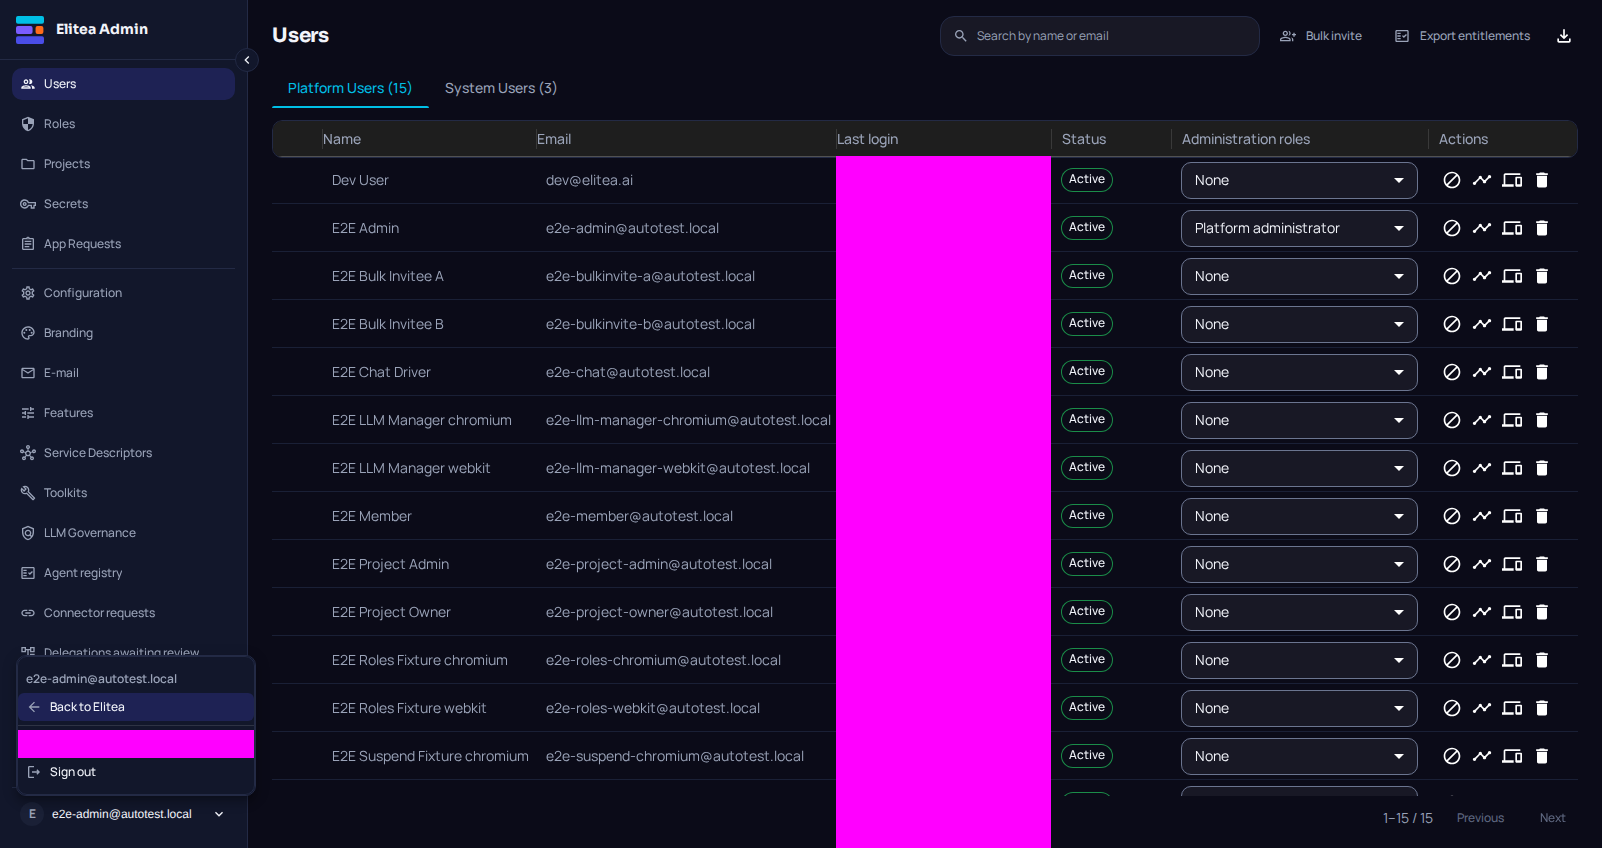 Elitea Admin
Users
Roles
Projects
Secrets
App Requests
Configuration
Branding
E-mail
Features
Service Descriptors
Toolkits
LLM Governance
Agent registry
Connector requests
Delegations awaiting review
e2e-admin@autotest.local
Back to Elitea
Sign out
E e2e-admin@autotest.local
Users
Search by name or email
Bulk invite
Export entitlements
Platform Users (15) System Users (3)
Name Email Last login Status Administration roles Actions
Dev User dev@elitea.ai Active None
E2E Admin e2e-admin@autotest.local Active Platform administrator
E2E Bulk Invitee A e2e-bulkinvite-a@autotest.local Active None
E2E Bulk Invitee B e2e-bulkinvite-b@autotest.local Active None
E2E Chat Driver e2e-chat@autotest.local Active None
E2E LLM Manager chromium e2e-llm-manager-chromium@autotest.local Active None
E2E LLM Manager webkit e2e-llm-manager-webkit@autotest.local Active None
E2E Member e2e-member@autotest.local Active None
E2E Project Admin e2e-project-admin@autotest.local Active None
E2E Project Owner e2e-project-owner@autotest.local Active None
E2E Roles Fixture chromium e2e-roles-chromium@autotest.local Active None
E2E Roles Fixture webkit e2e-roles-webkit@autotest.local Active None
E2E Suspend Fixture chromium e2e-suspend-chromium@autotest.local Active None
1–15 / 15 Previous Next